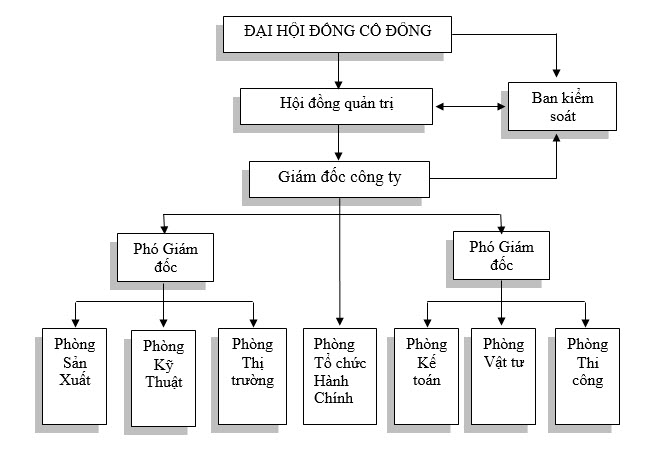 ĐẠI HỘI ĐỒNG CỔ ĐÔNG
Hội đồng quản trị
Ban kiểm
soát
Giám đốc công ty
Phó Giám
đốc
Phó Giám
đốc
Phòng
Sản
Xuất
Phòng
Kỹ
Thuật
Phòng
Thị
trường
Phòng
Tổ chức
Hành
Chính
Phòng
Kế
toán
Phòng
Vật tư
Phòng
Thi
công